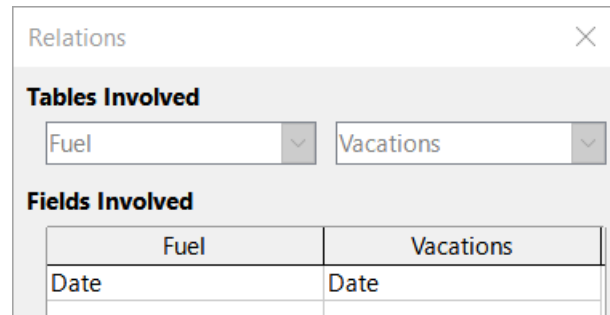 Relations
Tables Involved
Fuel Vacations
Fields Involved
Fuel Vacations
Date Date